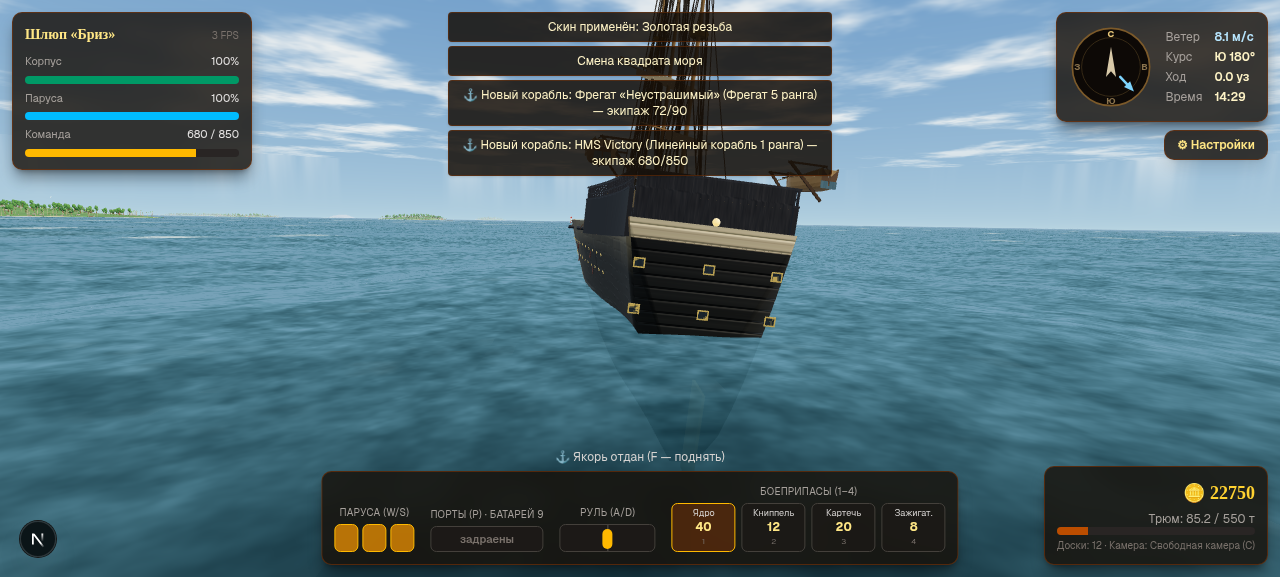 Шлюп «Бриз»
3 FPS
Корпус
100%
Паруса
100%
Команда
680 / 850
Скин применён: Золотая резьба
Смена квадрата моря
⚓ Новый корабль: Фрегат «Неустрашимый» (Фрегат 5 ранга)
— экипаж 72/90
⚓ Новый корабль: HMS Victory (Линейный корабль 1 ранга) —
экипаж 680/850
С
З
В
Ю
Ветер 8.1 м/с
Курс Ю 180°
Ход 0.0 уз
Время 14:29
⚙ Настройки
⚓ Якорь отдан (F — поднять)
ПАРУСА (W/S)
ПОРТЫ (P) · БАТАРЕЙ 9
задраены
РУЛЬ (A/D)
БОЕПРИПАСЫ (1–4)
Ядро
40
1
Книппель
12
2
Картечь
20
3
Зажигат.
8
4
22750
Трюм: 85.2 / 550 т
Доски: 12 · Камера: Свободная камера (C)
N